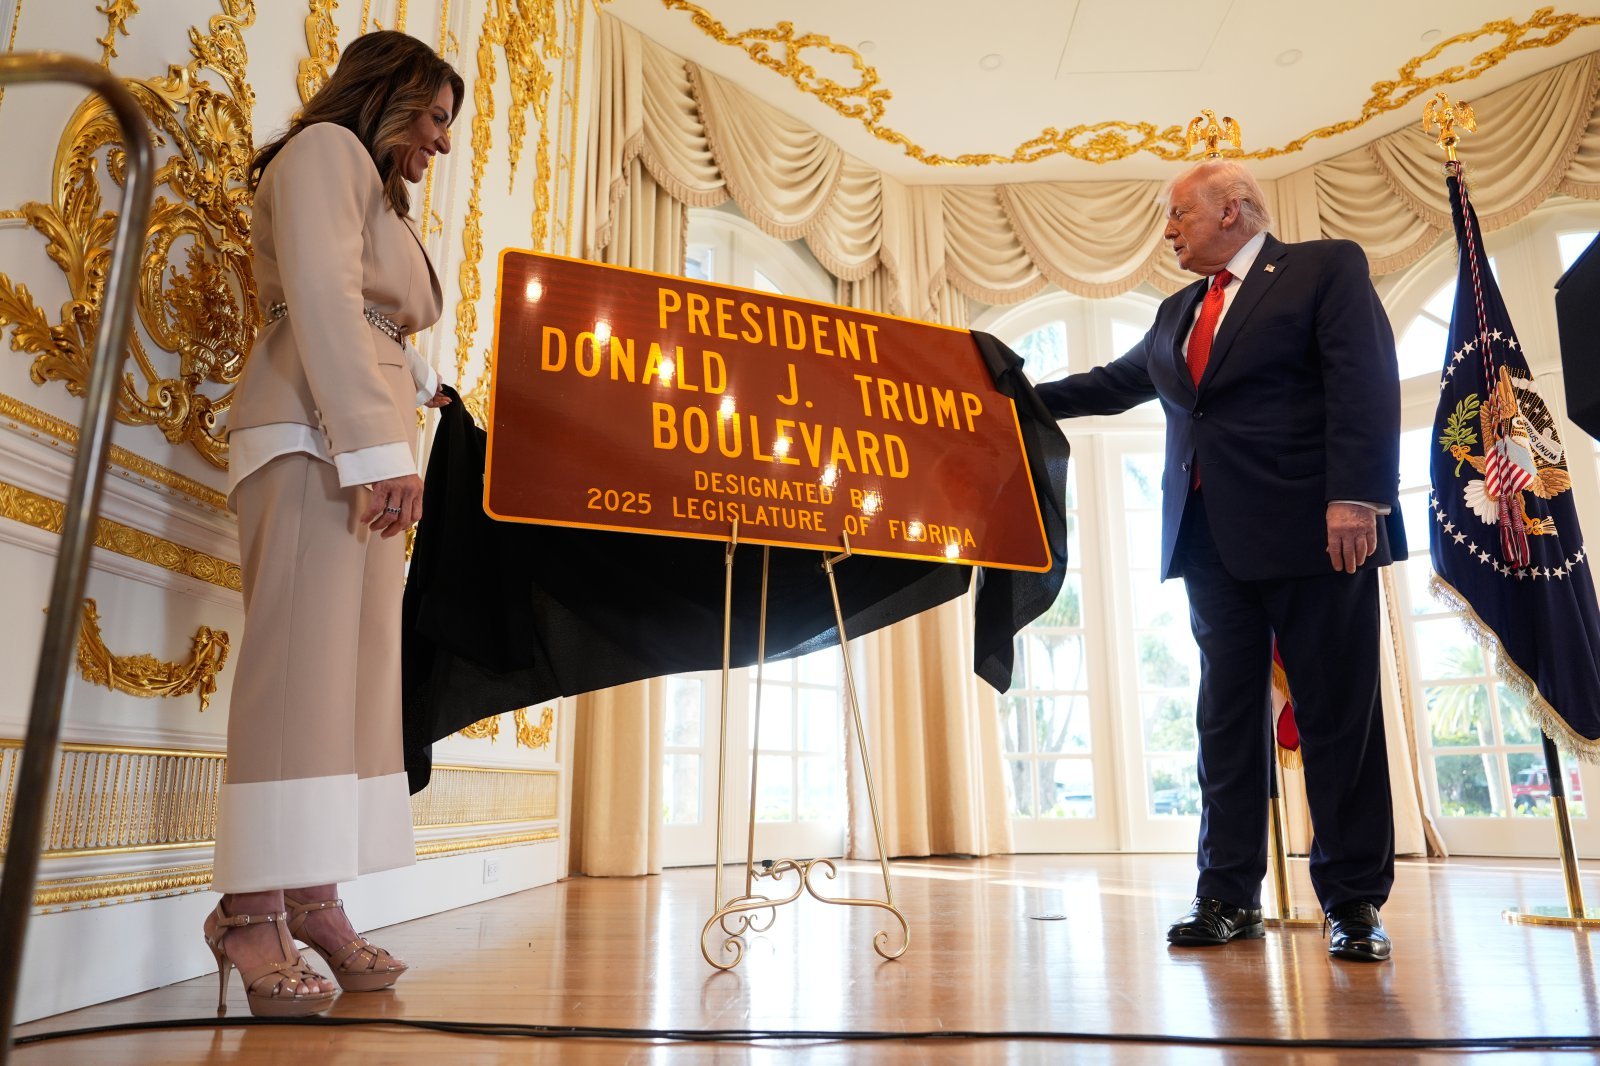 PRESIDENT
DONALD J. TRUMP
BOULEVARD
DESIGNATED BY
2025 LEGISLATURE OF FLORIDA